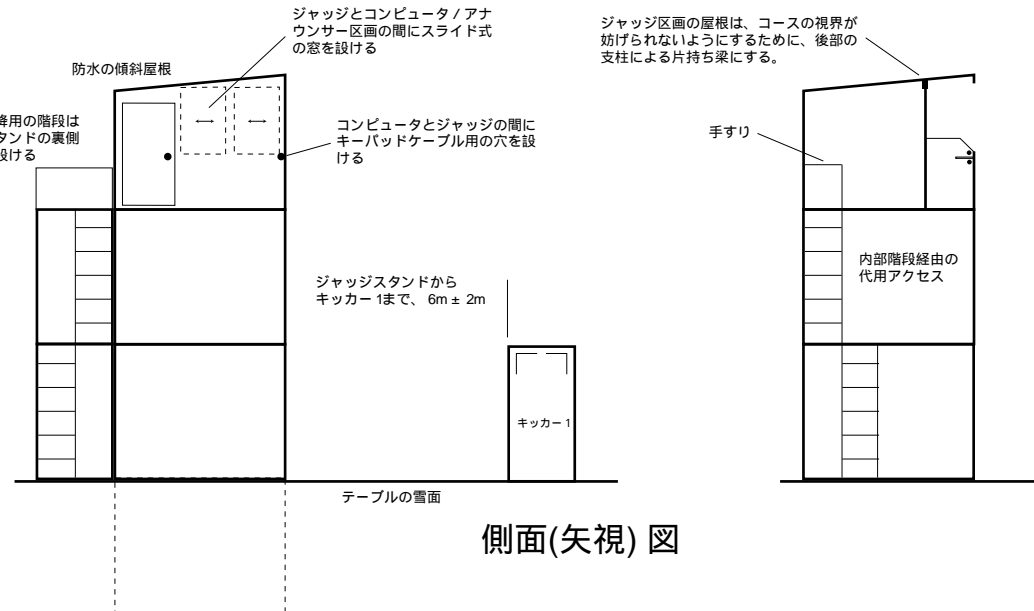 ジャッジとコンピュータ / アナ
ウンサー区画の間にスライド式
の窓を設ける
ジャッジ区画の屋根は、コースの視界が
妨げられないようにするために、後部の
支柱による片持ち梁にする。
防水の傾斜屋根
降用の階段は
タンドの裏側
設ける
コンピュータとジャッジの間に
キーパッドケーブル用の穴を設
ける
手すり
内部階段経由の
代用アクセス
ジャッジスタンドから
キッカー 1まで、 6m ± 2m
キッカー 1
テーブルの雪面
側面(矢視) 図